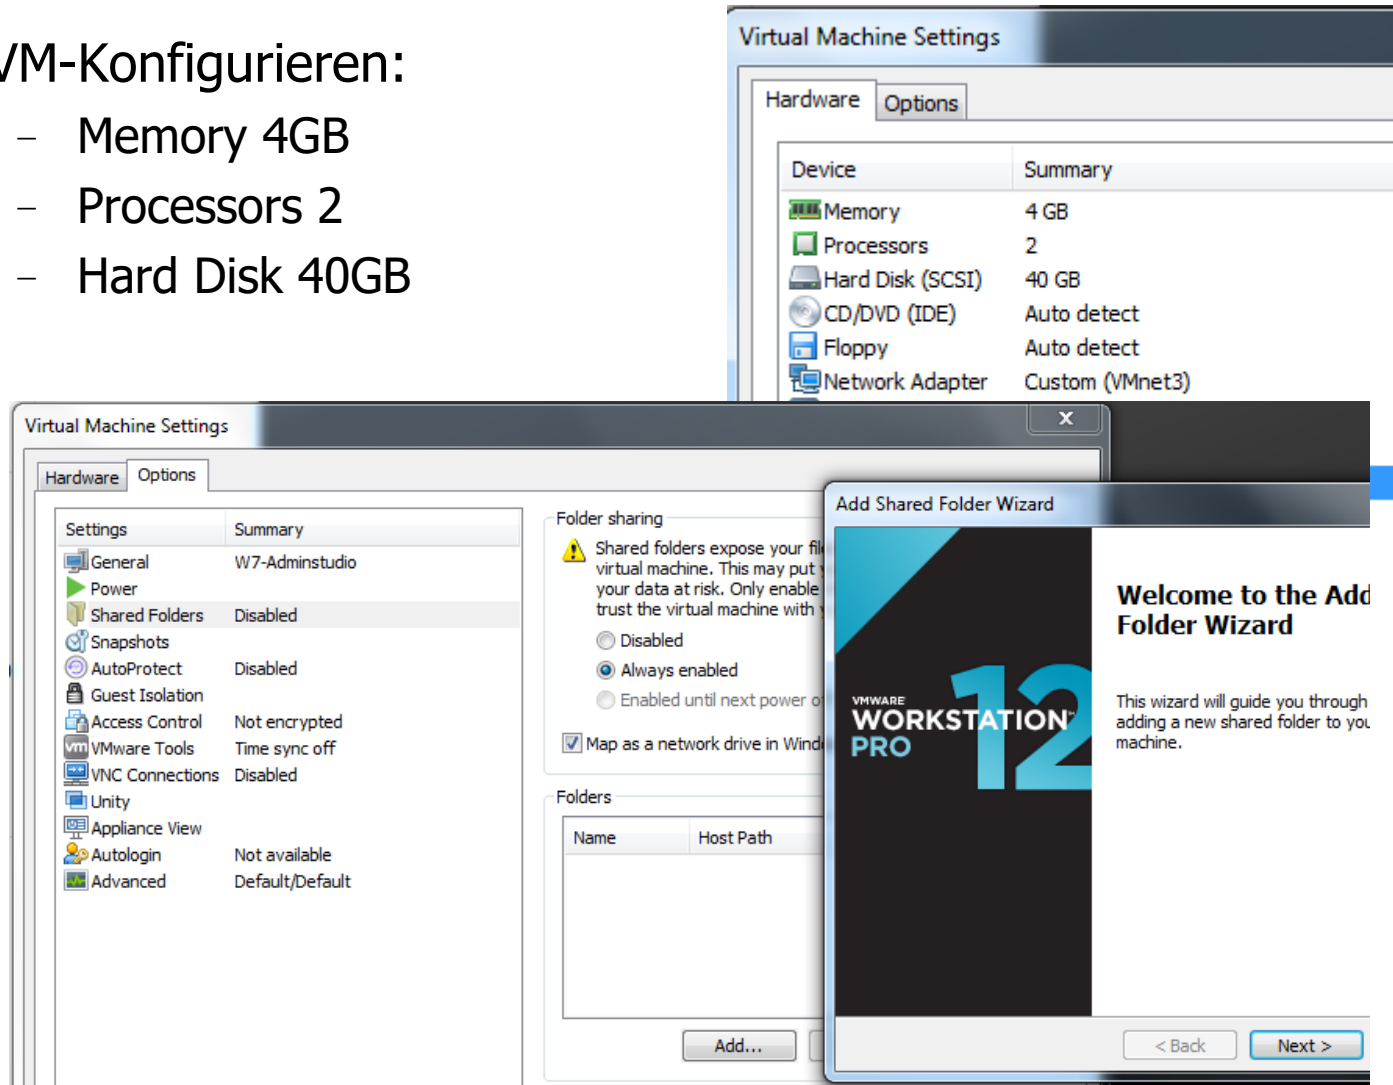 VM-Konfigurieren:
– Memory 4GB
– Processors 2
– Hard Disk 40GB
Virtual Machine Settings
Hardware Options
Device Summary
Memory 4 GB
Processors 2
Hard Disk (SCSI) 40 GB
CD/DVD (IDE) Auto detect
Floppy Auto detect
Network Adapter Custom (VMnet3)
Virtual Machine Settings
x
Hardware Options
Settings Summary
General W7-Adminstudio
Power
Shared Folders Disabled
Snapshots
AutoProtect Disabled
Guest Isolation
Access Control Not encrypted
vm VMware Tools Time sync off
VNC Connections Disabled
Unity
Appliance View
Autologin Not available
Advanced Default/Default
Folder sharing
Shared folders expose your
virtual machine. This may put
your data at risk. Only enable
trust the virtual machine with
Disabled
Always enabled
Enabled until next power
Map as a network drive in
Folders
Name Host Path
Add...
Add Shared Folder Wizard
VMWARE
WORKSTATION™
PRO
12
Welcome to the Add
Folder Wizard
This wizard will guide you through
adding a new shared folder to
machine.
< Back Next >